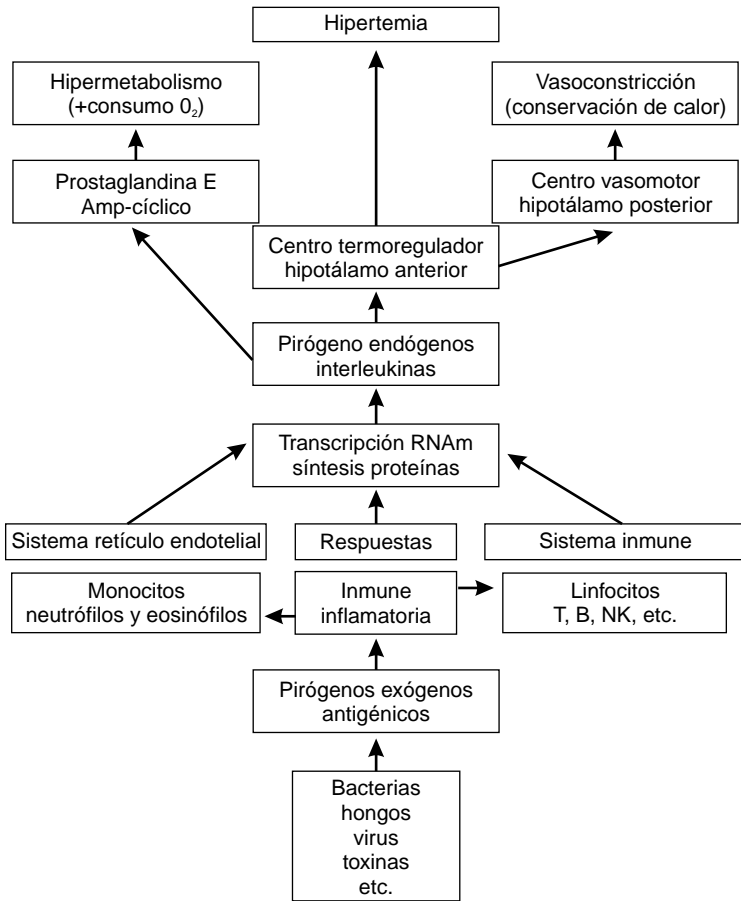 Hipertemia
Hipermetabolismo
(+consumo 0₂)
Vasoconstricción
(conservación de calor)
Prostaglandina E
Amp-cíclico
Centro vasomotor
hipotálamo posterior
Centro termoregulador
hipotálamo anterior
Pirógeno endógenos
interleukinas
Transcripción RNAm
síntesis proteínas
Sistema retículo endotelial
Respuestas
Sistema inmune
Monocitos
neutrófilos y eosinófilos
Inmune
inflamatoria
Linfocitos
T, B, NK, etc.
Pirógenos exógenos
antigénicos
Bacterias
hongos
virus
toxinas
etc.